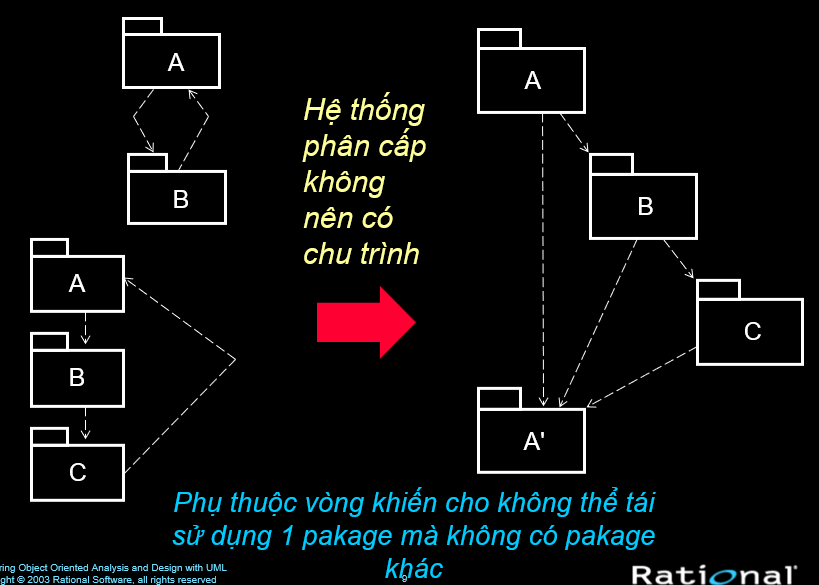 A
B
A
B
C
Hệ thống
phân cấp
không
nên có
chu trình
A
B
C
A'
Phụ thuộc vòng khiến cho không thể tái
sử dụng 1 pakage mà không có pakage
khác
ring Object Oriented Analysis and Design with UML
ght © 2003 Rational Software, all rights reserved
9
Rational